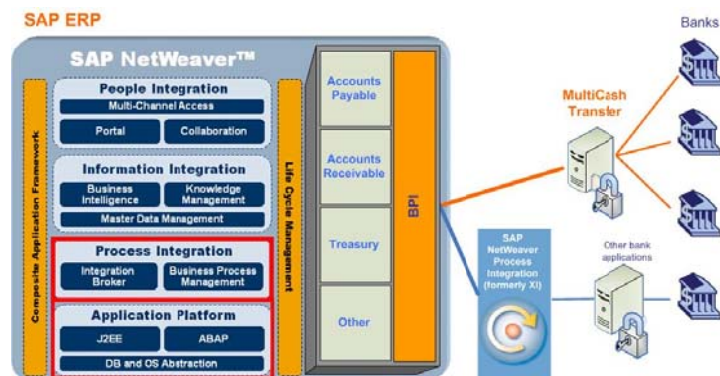 SAP ERP
SAP NetWeaver™
People Integration
Multi-Channel Access
Portal
Collaboration
Information Integration
Business
Intelligence
Knowledge
Management
Master Data Management
Process Integration
Integration
Broker
Business Process
Management
Application Platform
J2EE
ABAP
DB and OS Abstraction
Composite Application Framework
Life Cycle Management
Accounts
Payable
Accounts
Receivable
Treasury
Other
BPI
MultiCash
Transfer
Banks
SAP
NetWeaver
Process
Integration
(formerly XI)
Other bank
applications